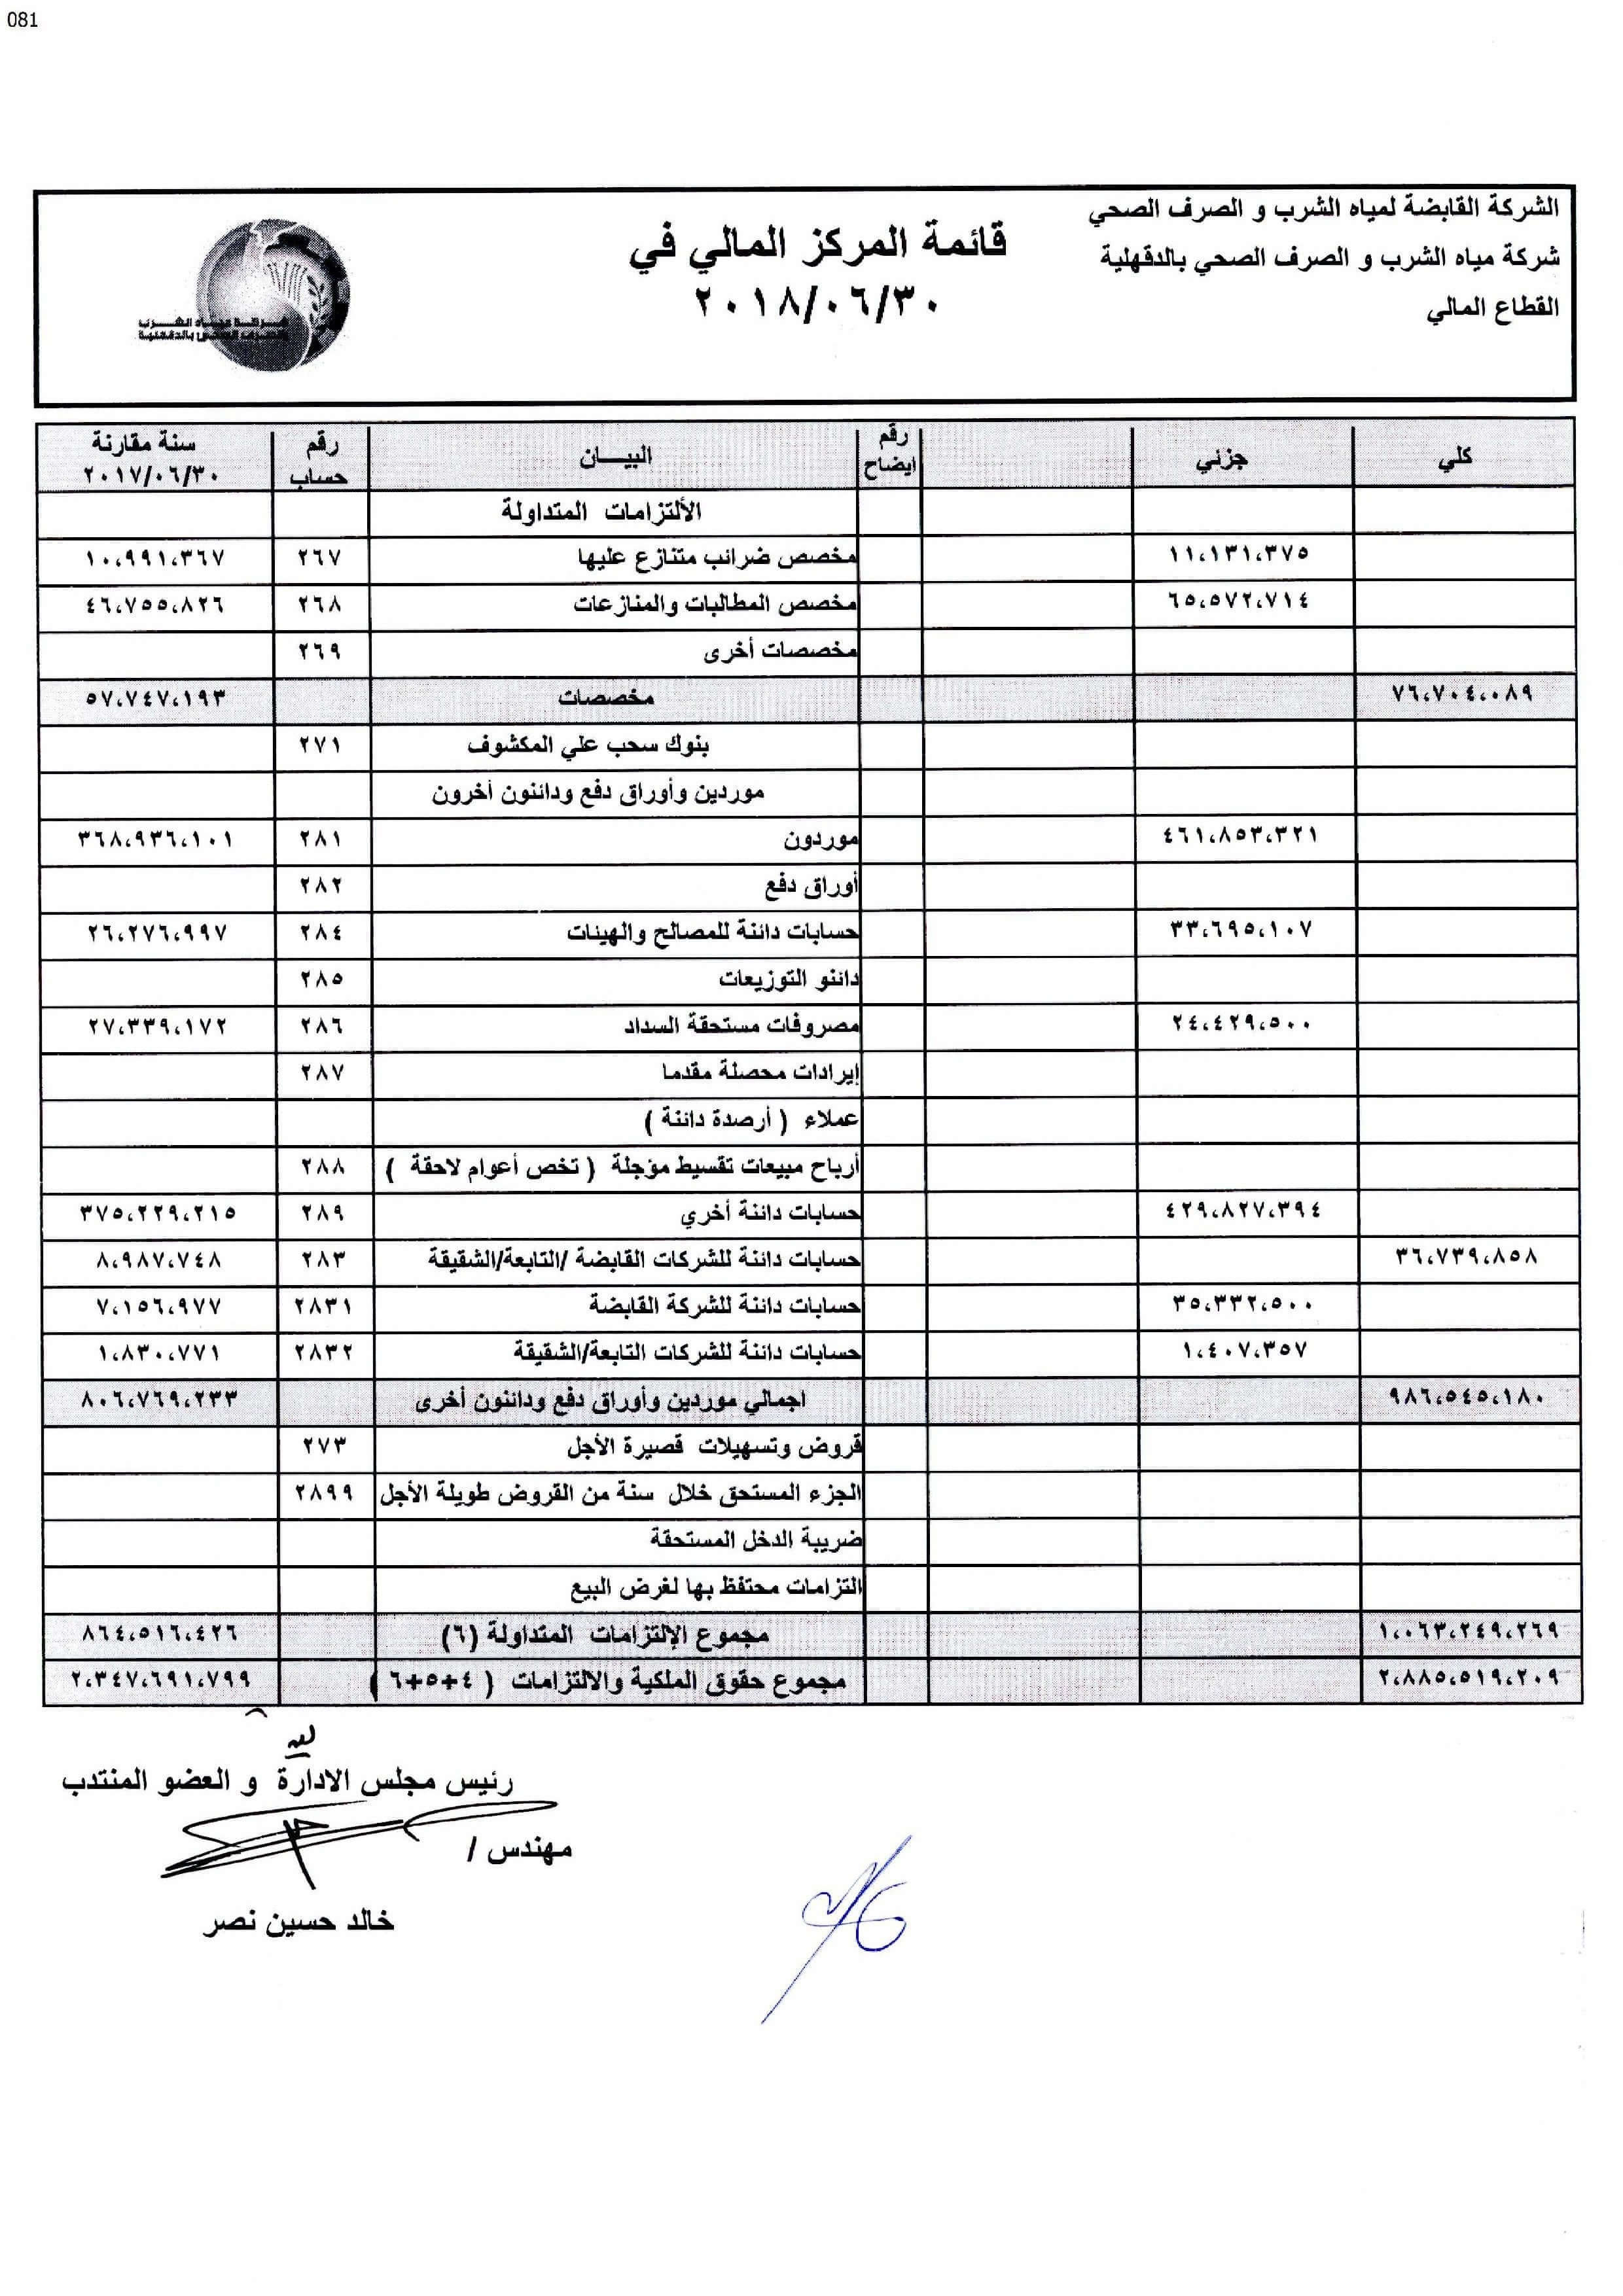 081
الشركة القابضة لمياه الشرب و الصرف الصحي
شركة مياه الشرب و الصرف الصحي بالدقهلية
القطاع المالي
قائمة المركز المالي في
٢٠١٨/٠٦/٣٠
شركة مياه الشرب
والصرف الصحى بالدقهلية
كلي جزئي رقم ايضاح البيـــان رقم حساب سنة مقارنة ٢٠١٧/٠٦/٣٠
الألتزامات المتداولة
١١،١٣١،٣٧٥ مخصص ضرائب متنازع عليها ٢٦٧ ١٠،٩٩١،٣٦٧
٦٥،٥٧٢،٧١٤ مخصص المطالبات والمنازعات ٢٦٨ ٤٦،٧٥٥،٨٢٦
مخصصات أخرى ٢٦٩
٧٦،٧٠٤،٠٨٩ مخصصات ٥٧،٧٤٧،١٩٣
بنوك سحب علي المكشوف ٢٧١
موردين وأوراق دفع ودائنون أخرون
٤٦١،٨٥٣،٣٢١ موردون ٢٨١ ٣٦٨،٩٣٦،١٠١
أوراق دفع ٢٨٢
٣٣،٦٩٥،١٠٧ حسابات دائنة للمصالح والهيئات ٢٨٤ ٢٦،٢٧٦،٩٩٧
دائنو التوزيعات ٢٨٥
٢٤،٤٢٩،٥٠٠ مصروفات مستحقة السداد ٢٨٦ ٢٧،٣٣٩،١٧٢
إيرادات محصلة مقدما ٢٨٧
عملاء ( أرصدة دائنة )
أرباح مبيعات تقسيط مؤجلة ( تخص أعوام لاحقة ) ٢٨٨
٤٢٩،٨٢٧،٣٩٤ حسابات دائنة أخري ٢٨٩ ٣٧٥،٢٢٩،٢١٥
٣٦،٧٣٩،٨٥٨ حسابات دائنة للشركات القابضة /التابعة/الشقيقة ٢٨٣ ٨،٩٨٧،٧٤٨
٣٥،٣٣٢،٥٠٠ حسابات دائنة للشركة القابضة ٢٨٣١ ٧،١٥٦،٩٧٧
١،٤٠٧،٣٥٧ حسابات دائنة للشركات التابعة/الشقيقة ٢٨٣٢ ١،٨٣٠،٧٧١
٩٨٦،٥٤٥،١٨٠ اجمالي موردين وأوراق دفع ودائنون أخرى ٨٠٦،٧٦٩،٢٣٣
قروض وتسهيلات قصيرة الأجل ٢٧٣
الجزء المستحق خلال سنة من القروض طويلة الأجل ٢٨٩٩
ضريبة الدخل المستحقة
التزامات محتفظ بها لغرض البيع
١،٠٦٣،٢٤٩،٢٦٩ مجموع الإلتزامات المتداولة (٦) ٨٦٤،٥١٦،٤٢٦
٢،٨٨٥،٥١٩،٢٠٩ مجموع حقوق الملكية والالتزامات ( ٤+٥+٦ ) ٢،٣٤٧،٦٩١،٧٩٩
رئيس مجلس الادارة و العضو المنتدب
مهندس /
خالد حسين نصر